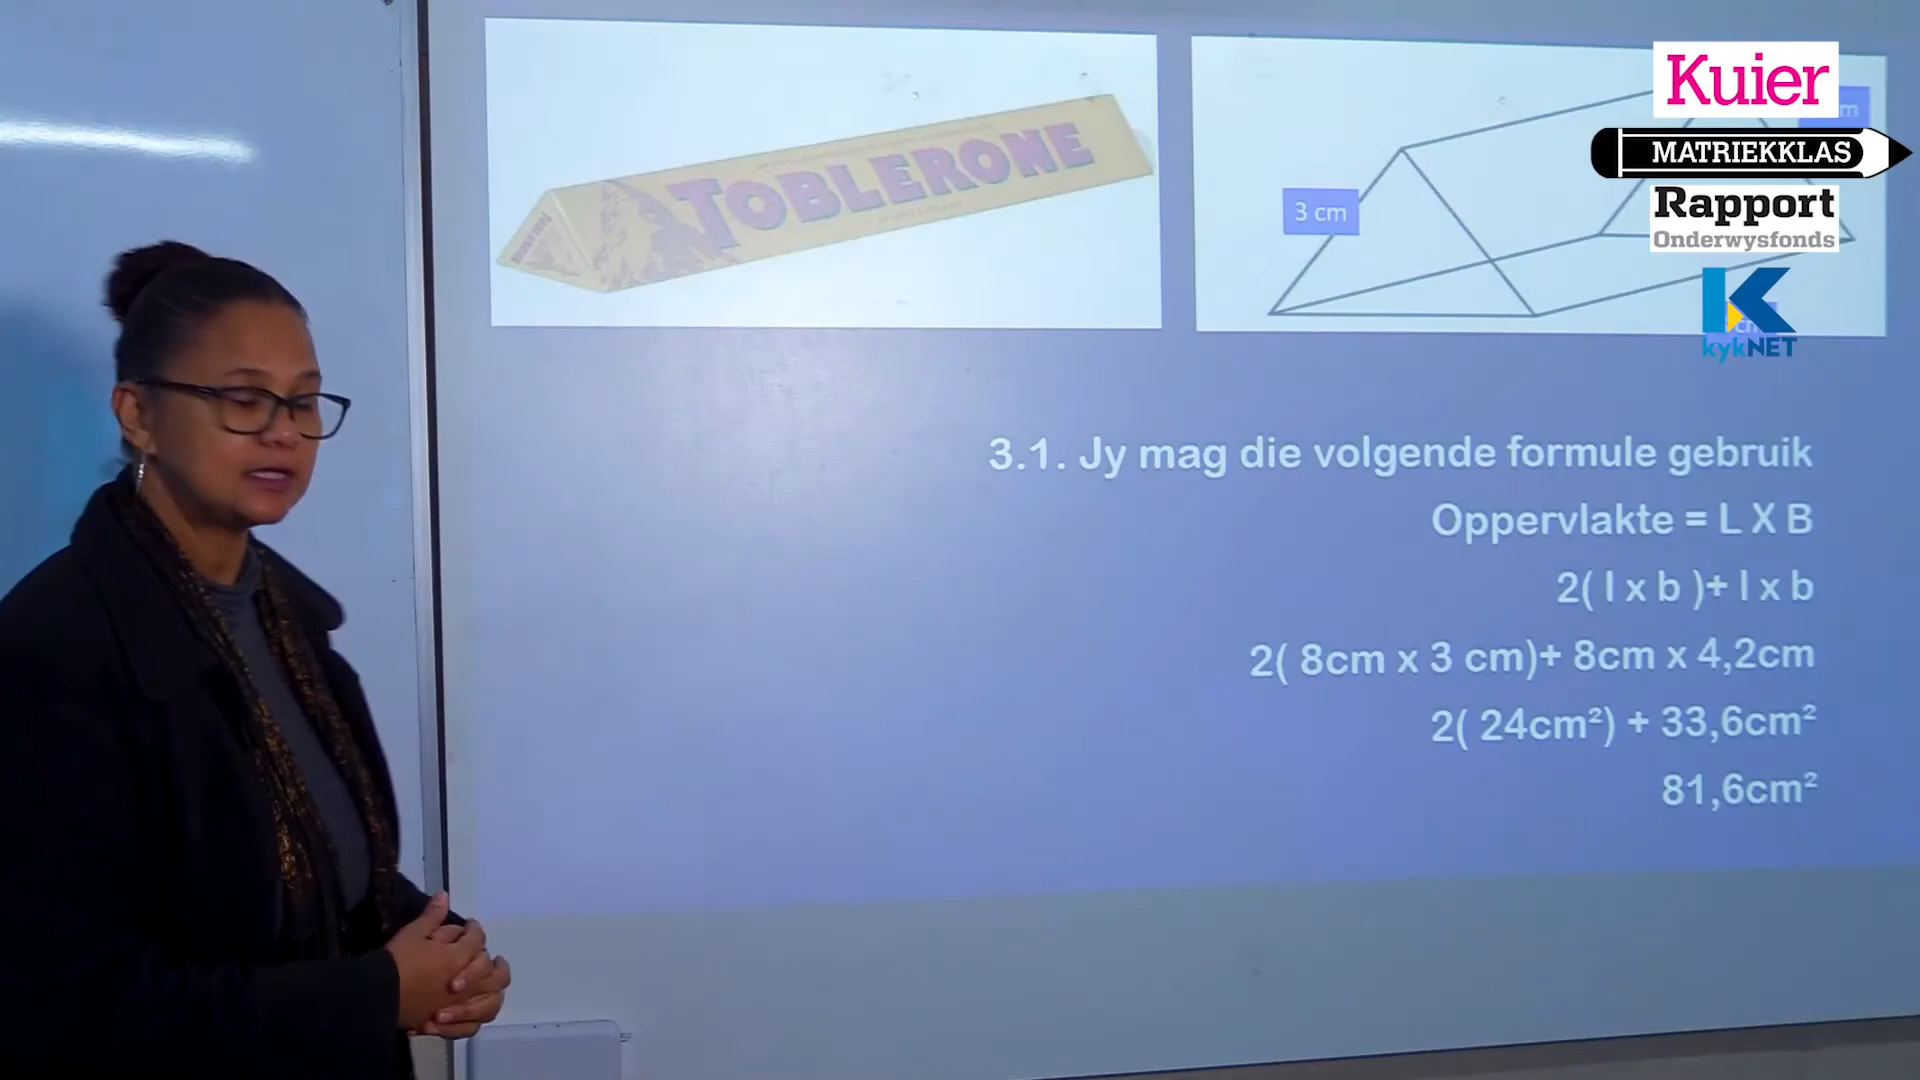 TOBLERONE
3 cm
m
Kuier
MATRIEKKLAS
Rapport
Onderwysfonds
kykNET
3.1. Jy mag die volgende formule gebruik
Oppervlakte = L X B
2( l x b )+ l x b
2( 8cm x 3 cm)+ 8cm x 4,2cm
2( 24cm²) + 33,6cm²
81,6cm²